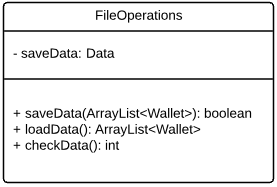 FileOperations
- saveData: Data
+ saveData(ArrayList<Wallet>): boolean
+ loadData(): ArrayList<Wallet>
+ checkData(): int